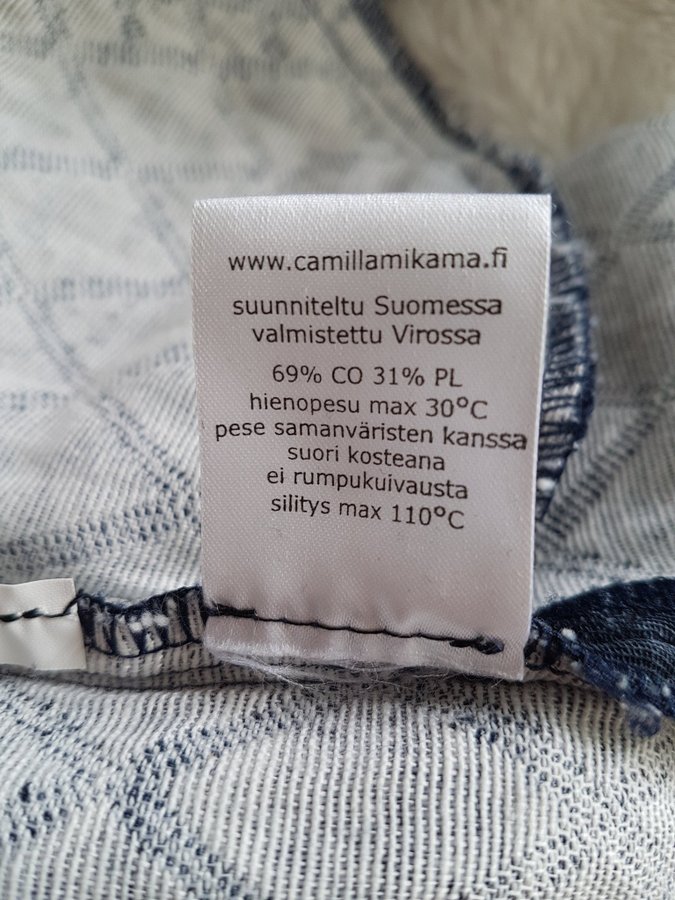 www.camillamikama.fi
suunniteltu Suomessa
valmistettu Virossa
69% CO 31% PL
hienopesu max 30°C
pese samanväristen kanssa
suori kosteana
ei rumpukuivausta
silitys max 110°C